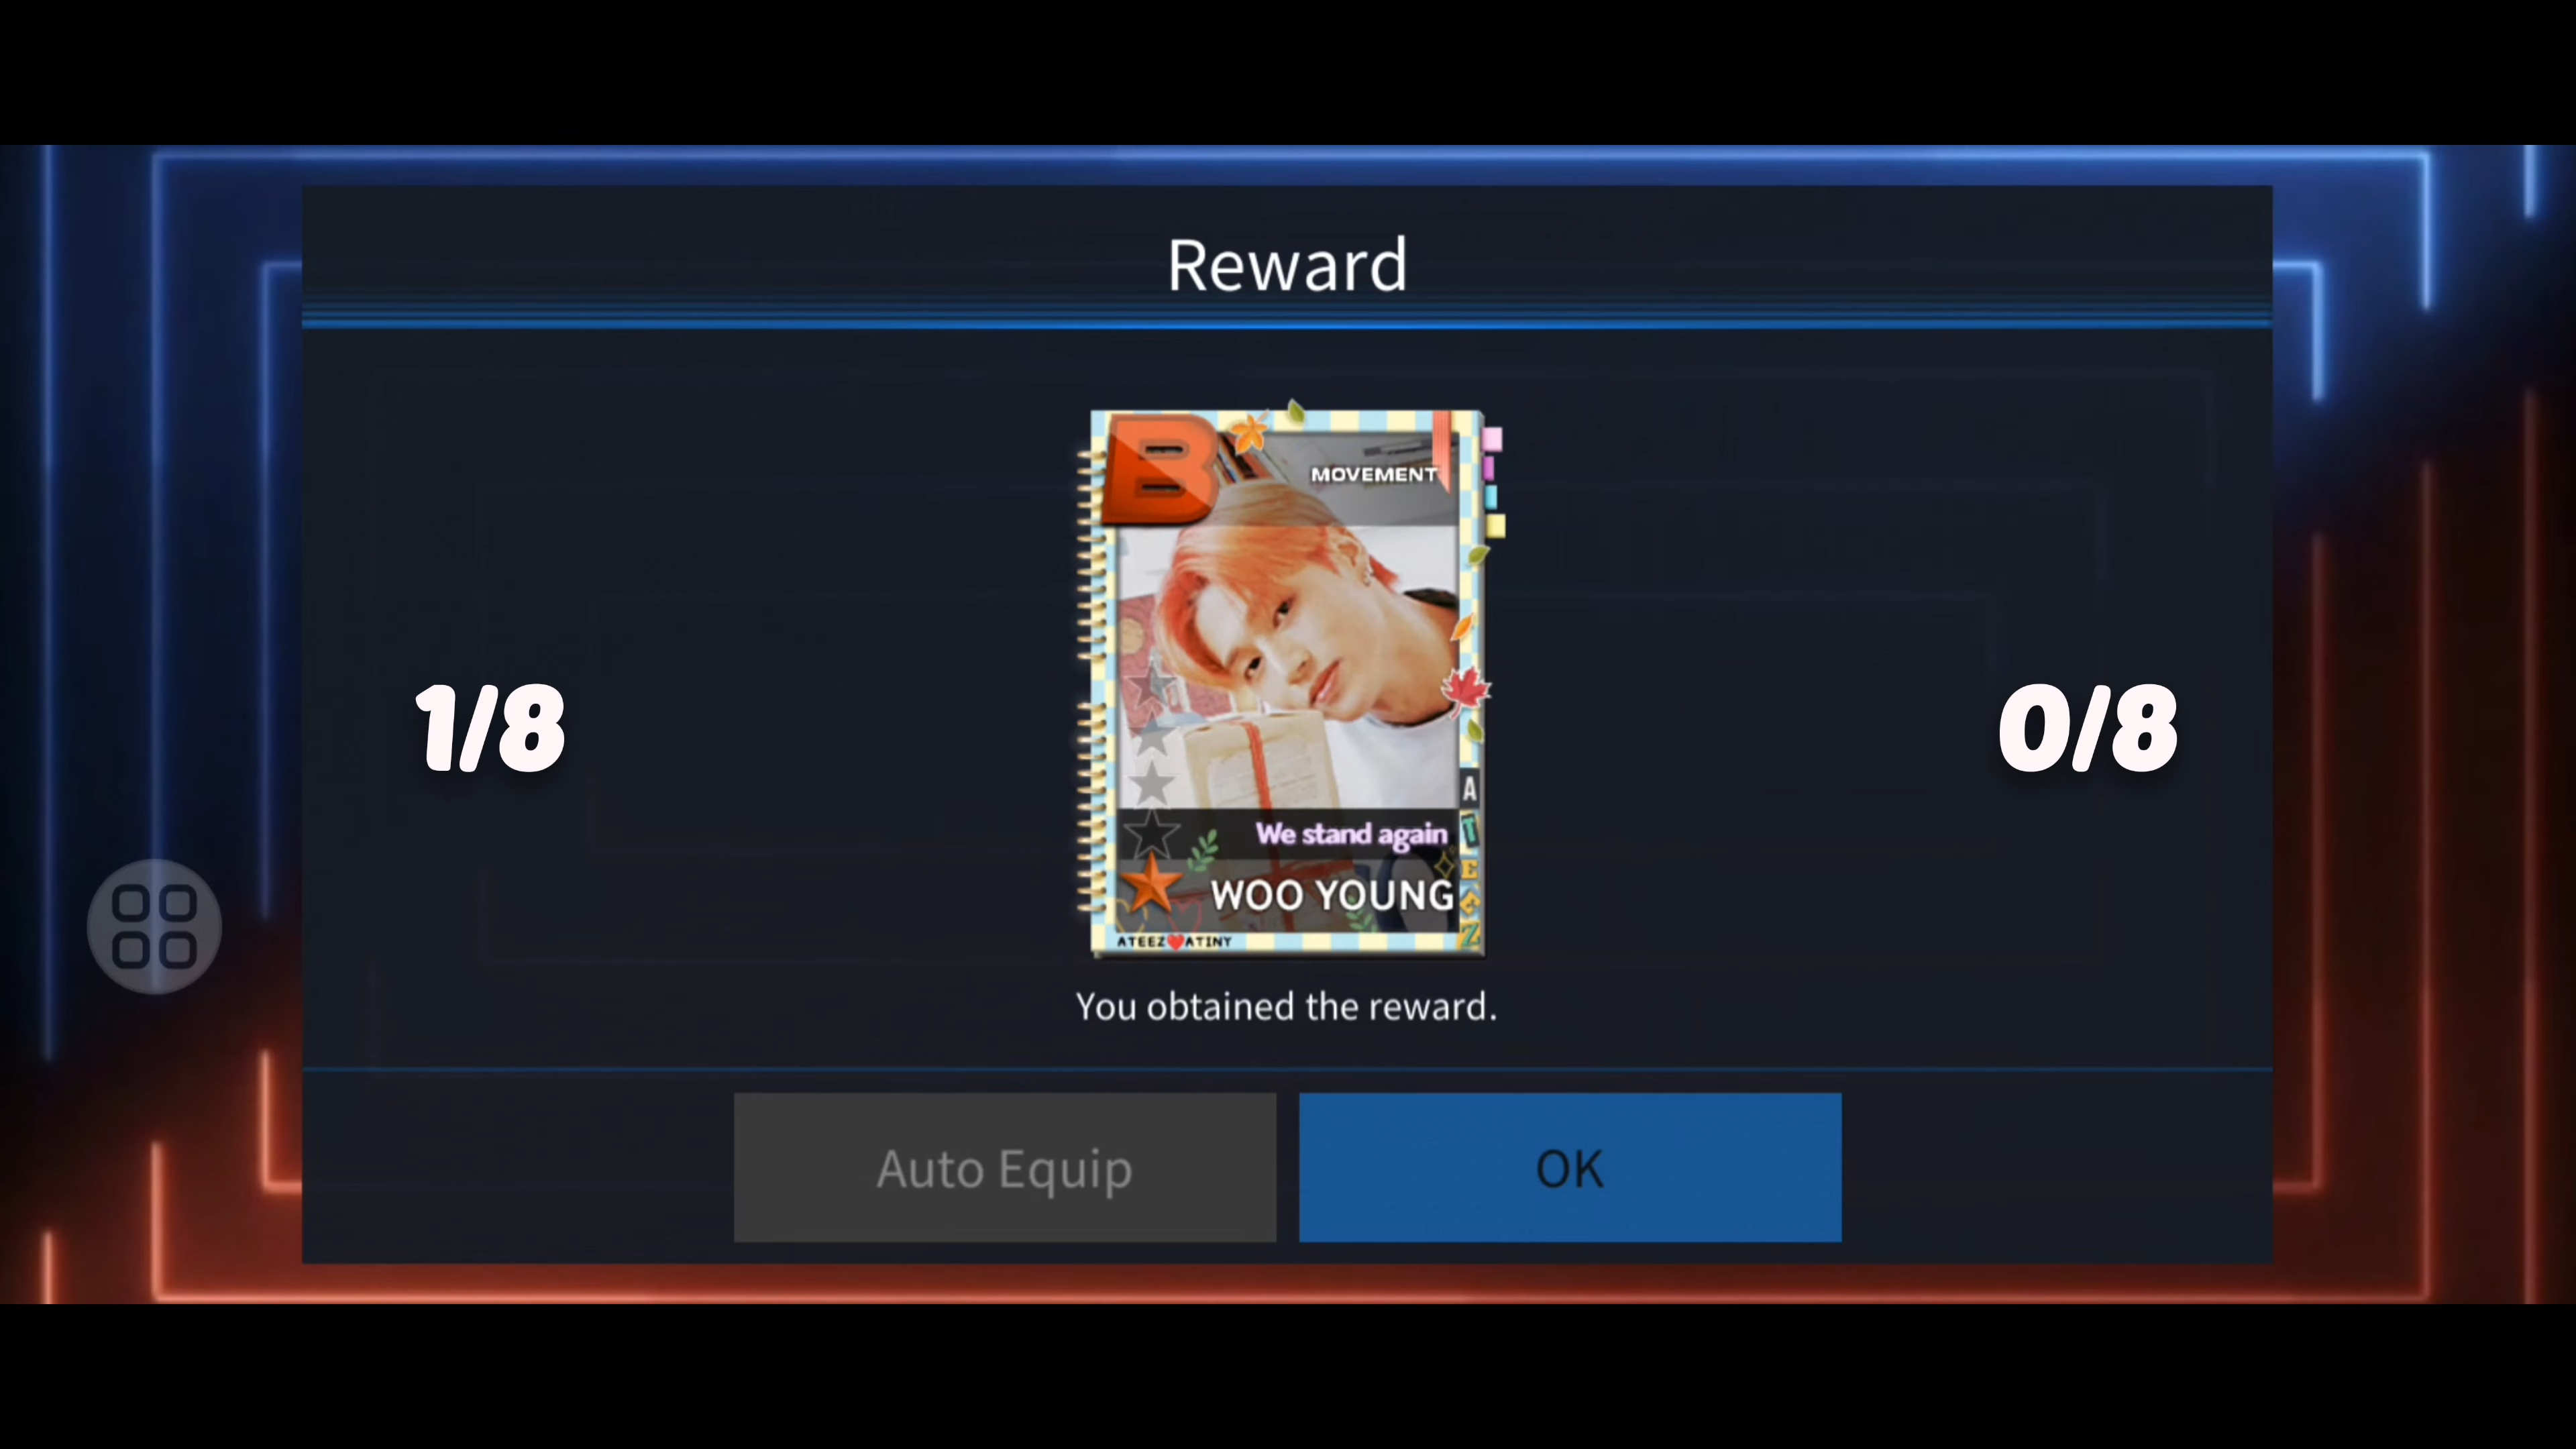 Reward
B
MOVEMENT
1/8
0/8
We stand again
WOO YOUNG
ATEEZ
ATEEZ❤ATINY
You obtained the reward.
Auto Equip
OK